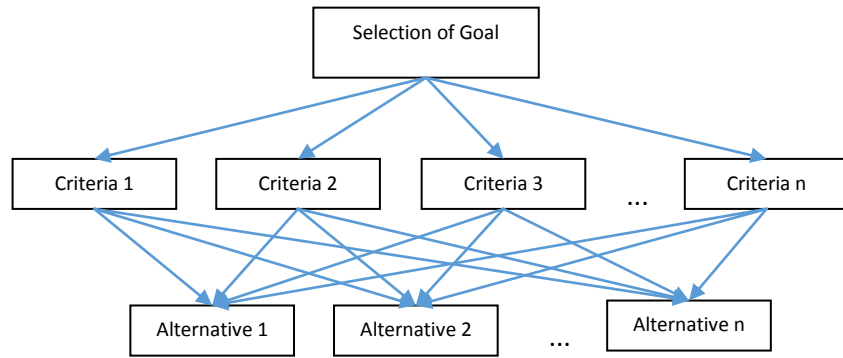 Selection of Goal
Criteria 1
Criteria 2
Criteria 3
...
Criteria n
Alternative 1
Alternative 2
...
Alternative n